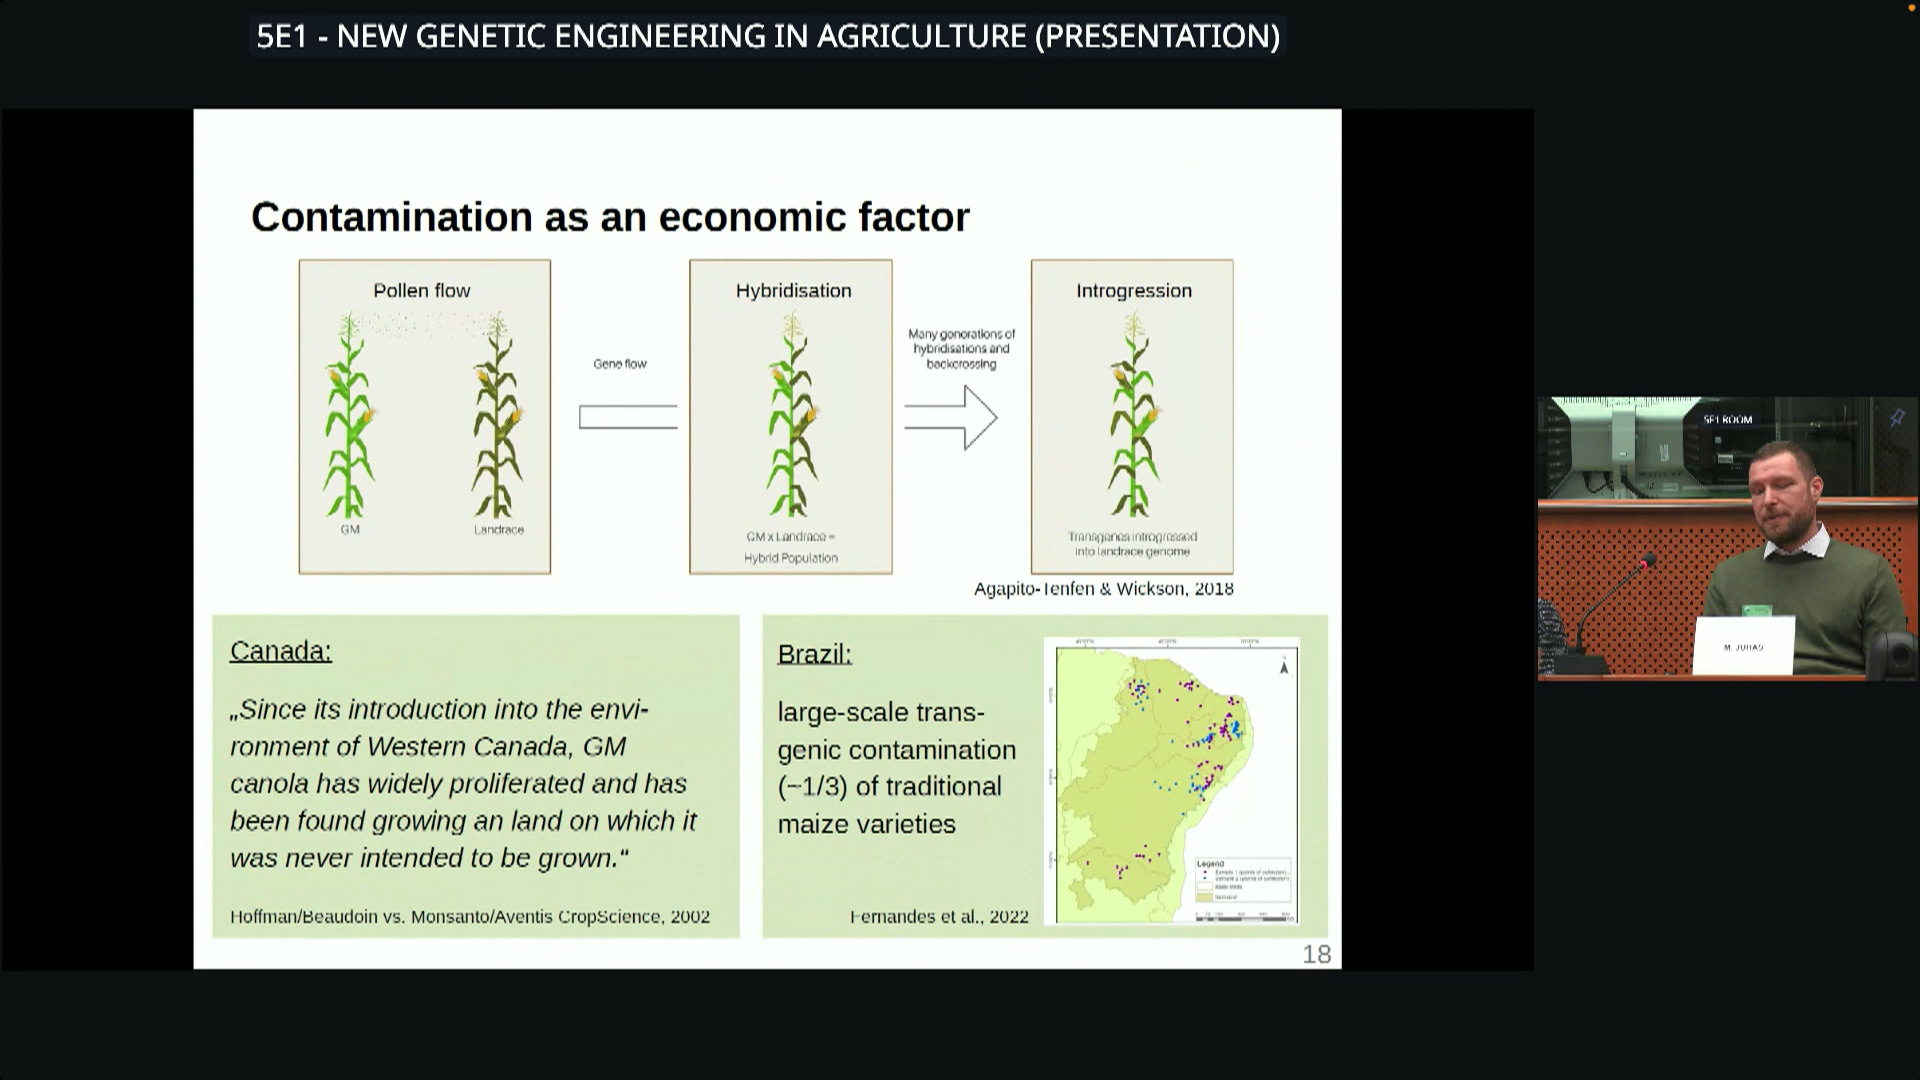 5E1 - NEW GENETIC ENGINEERING IN AGRICULTURE (PRESENTATION)
Contamination as an economic factor
Pollen flow
GM
Landrace
Gene flow
Hybridisation
GM x Landrace =
Hybrid Population
Many generations of
hybridisations and
backcrossing
Introgression
Transgenes introgressed
into landrace genome
Agapito-Tenfen & Wickson, 2018
Canada:
„Since its introduction into the envi-
ronment of Western Canada, GM
canola has widely proliferated and has
been found growing an land on which it
was never intended to be grown.“
Hoffman/Beaudoin vs. Monsanto/Aventis CropScience, 2002
Brazil:
large-scale trans-
genic contamination
(~1/3) of traditional
maize varieties
Fernandes et al., 2022
Legend
18
5E1 ROOM